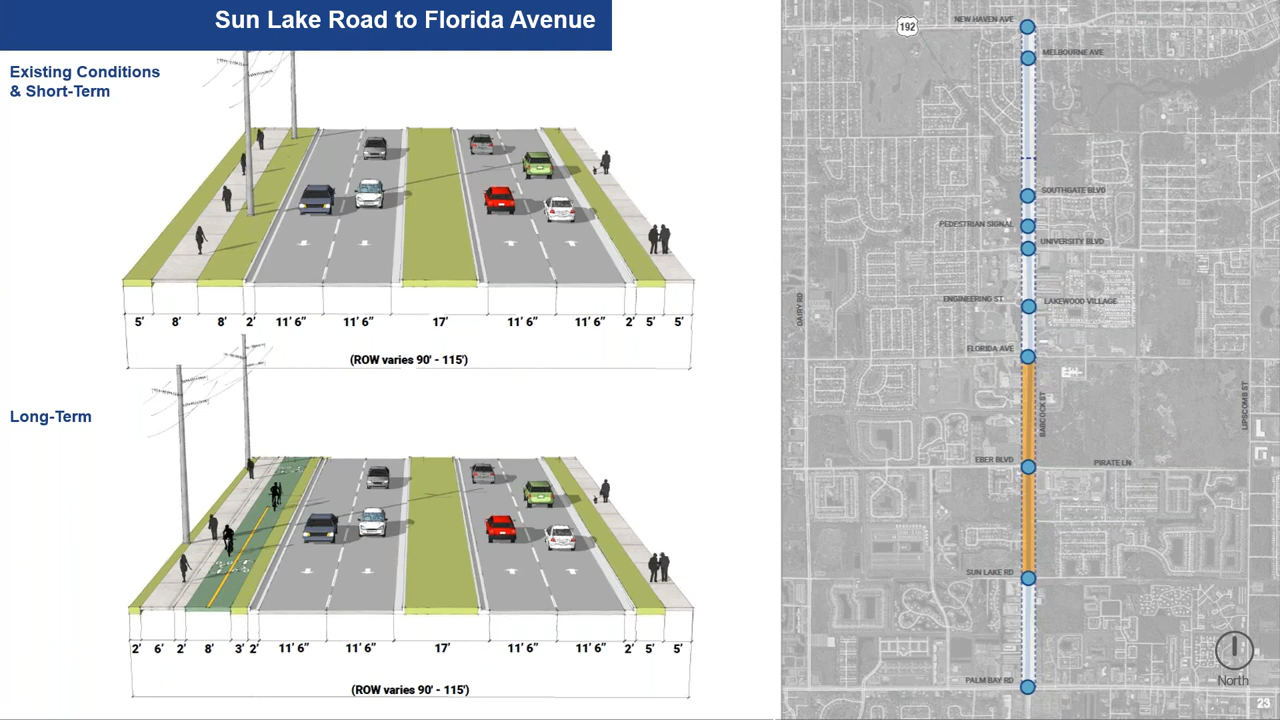 Sun Lake Road to Florida Avenue
Existing Conditions
& Short-Term
5’ 8’ 8’ 2’ 11’ 6” 11’ 6” 17’ 11’ 6” 11’ 6” 2’ 5’ 5’
(ROW varies 90’ - 115’)
Long-Term
2’ 6’ 2’ 8’ 3’ 2’ 11’ 6” 11’ 6” 17’ 11’ 6” 11’ 6” 2’ 5’ 5’
(ROW varies 90’ - 115’)
192
NEW HAVEN AVE
MELBOURNE AVE
SOUTHGATE BLVD
PEDESTRIAN SIGNAL
UNIVERSITY BLVD
ENGINEERING ST
LAKEWOOD VILLAGE
DAIRY RD
FLORIDA AVE
BABCOCK ST
LIPSCOMB ST
EBER BLVD
PIRATE LN
SUN LAKE RD
PALM BAY RD
North
23